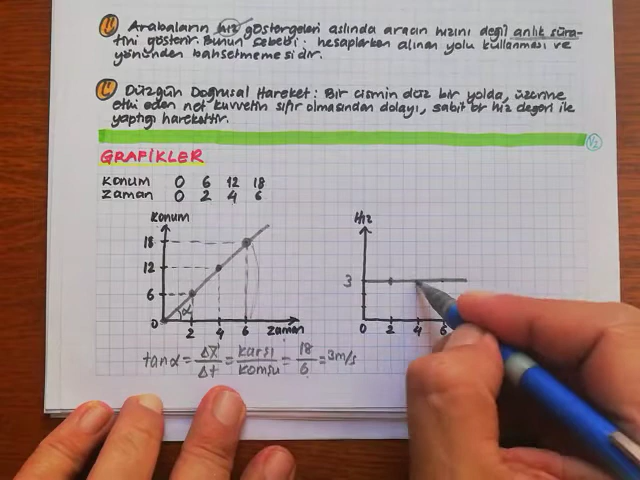 Arabaların hız göstergeleri aslında aracın hızını değil anlık süra-
tini gösterir. Bunun sebebi: hesaplarken alınan yolu kullanması ve
yönünden bahsetmemesidir.
Düzgün Doğrusal Hareket: Bir cismin düz bir yolda, üzerine
etki eden net kuvvetin sıfır olmasından dolayı, sabit bir hız değeri ile
yaptığı harekettir.
GRAFİKLER
Konum 0 6 12 18
Zaman 0 2 4 6
Konum
18
12
6
0 2 4 6 Zaman
α
Hız
3
0 2 4 6
tanα = ΔX / Δt = karşı / komşu = 18 / 6 = 3m/s